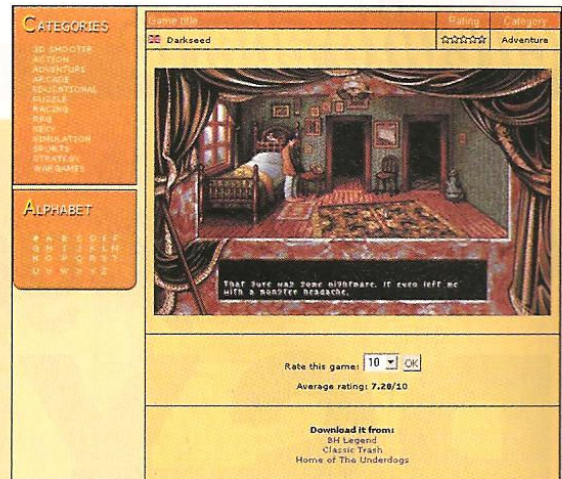 CATEGORIES
3D SHOOTER
ACTION
ADVENTURE
ARCADE
EDUCATIONAL
PUZZLE
RACING
RPG
SEXY
SIMULATION
SPORTS
STRATEGY
WARGAMES
ALPHABET
# A B C D E F
G H I J K L M
N O P Q R S T
U V W X Y Z
Game title Rating Category
Darkseed Adventure
That sure was some nightmare. It even left me
with a monster headache.
Rate this game: 10 OK
Average rating: 7.28/10
Download it from:
BH Legend
Classic Trash
Home of The Underdogs